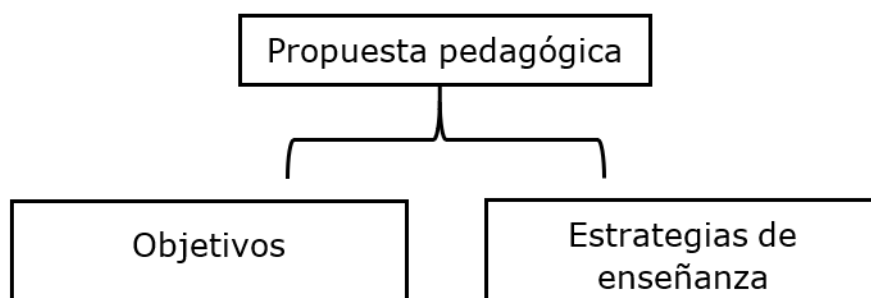 Propuesta pedagógica
Objetivos
Estrategias de
enseñanza